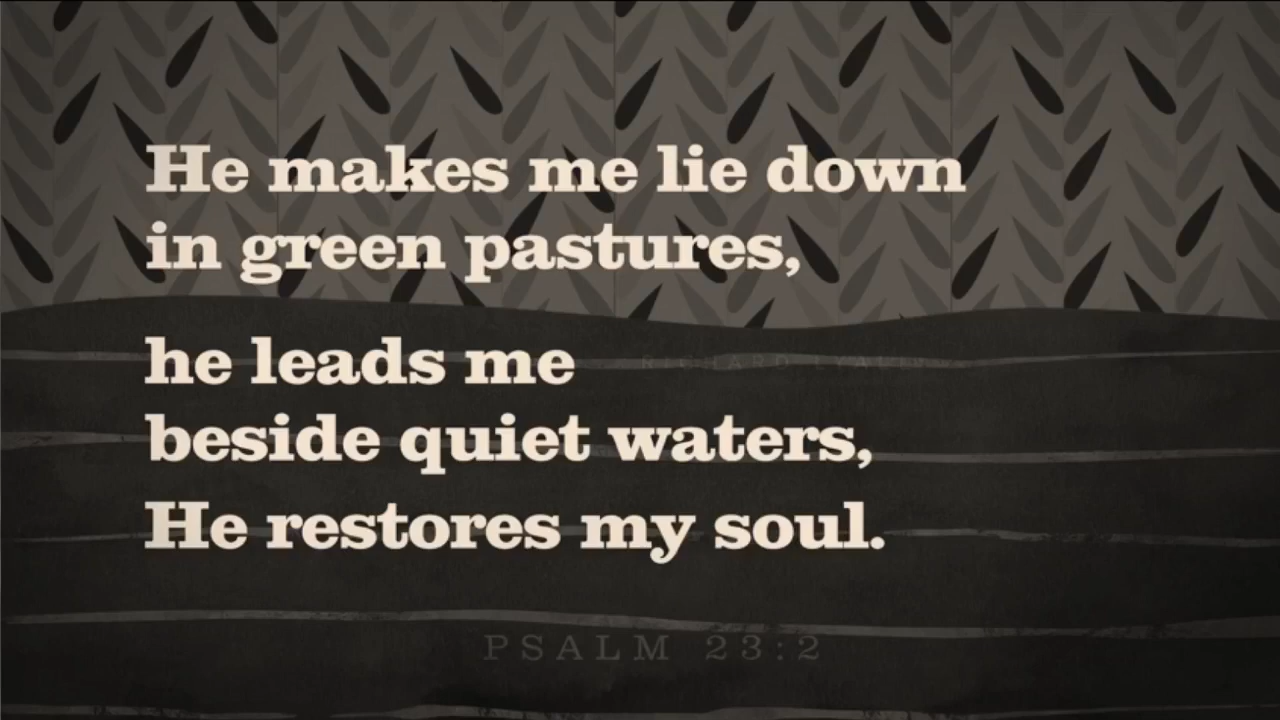 He makes me lie down
in green pastures,
he leads me
beside quiet waters,
He restores my soul.
PSALM 23:2